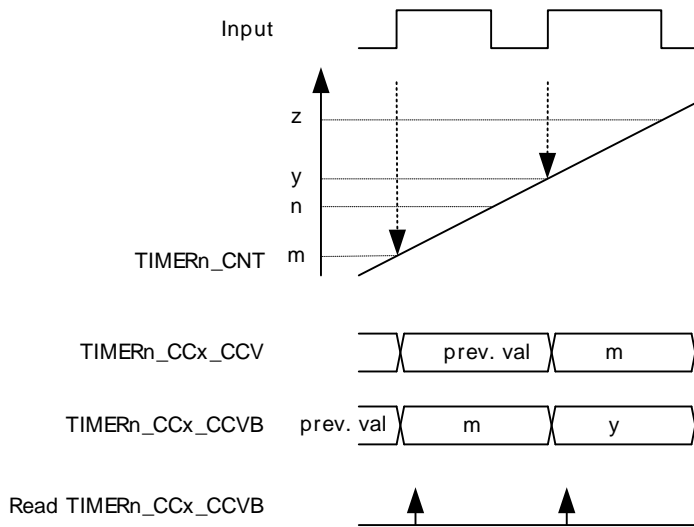 Input
z
y
n
TIMERn_CNT m
TIMERn_CCx_CCV prev. val m
TIMERn_CCx_CCVB prev. val m y
Read TIMERn_CCx_CCVB